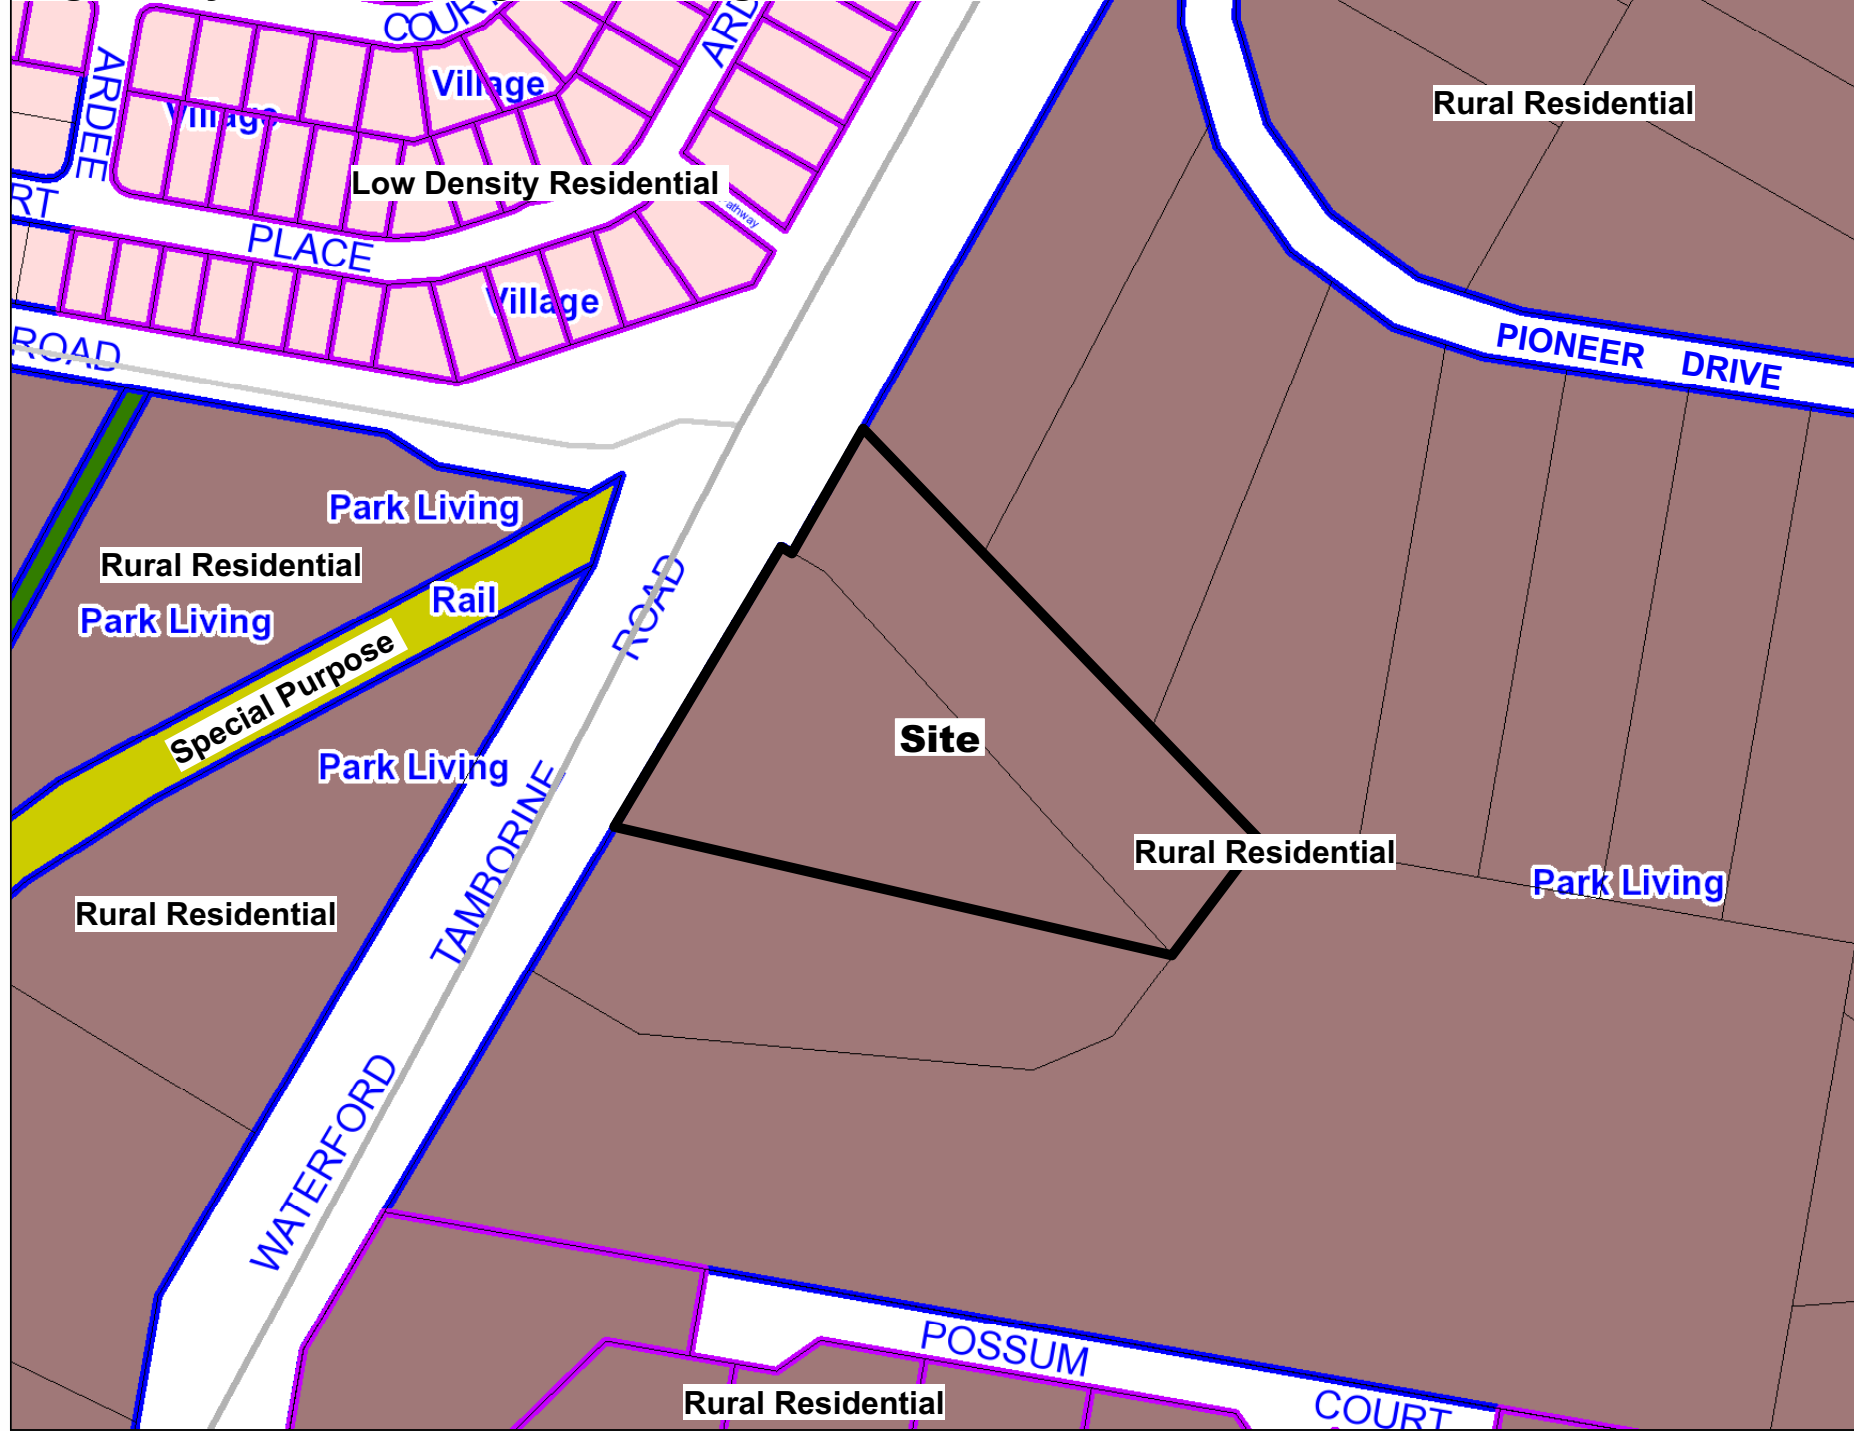 COURT
ARDEE
Village
Village
Rural Residential
Low Density Residential
Pathway
PLACE
Village
ROAD
PIONEER DRIVE
Park Living
Rural Residential
Rail
Park Living
ROAD
Special Purpose
Site
Park Living
TAMBORINE
Rural Residential
Park Living
Rural Residential
WATERFORD
POSSUM
COURT
Rural Residential